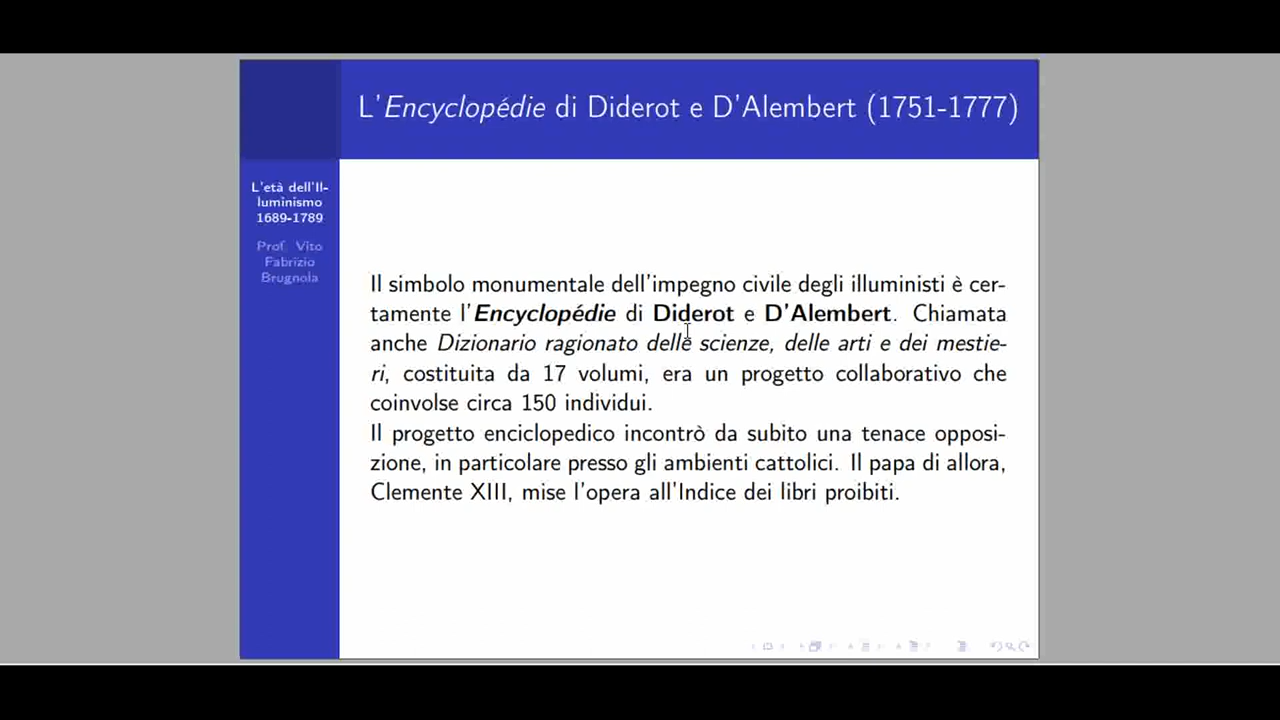 L'Encyclopédie di Diderot e D'Alembert (1751-1777)
L'età dell'Il-
luminismo
1689-1789
Prof. Vito
Fabrizio
Brugnola
Il simbolo monumentale dell'impegno civile degli illuministi è cer-
tamente l'Encyclopédie di Diderot e D'Alembert. Chiamata
anche Dizionario ragionato delle scienze, delle arti e dei mestie-
ri, costituita da 17 volumi, era un progetto collaborativo che
coinvolse circa 150 individui.
Il progetto enciclopedico incontrò da subito una tenace opposi-
zione, in particolare presso gli ambienti cattolici. Il papa di allora,
Clemente XIII, mise l'opera all'Indice dei libri proibiti.